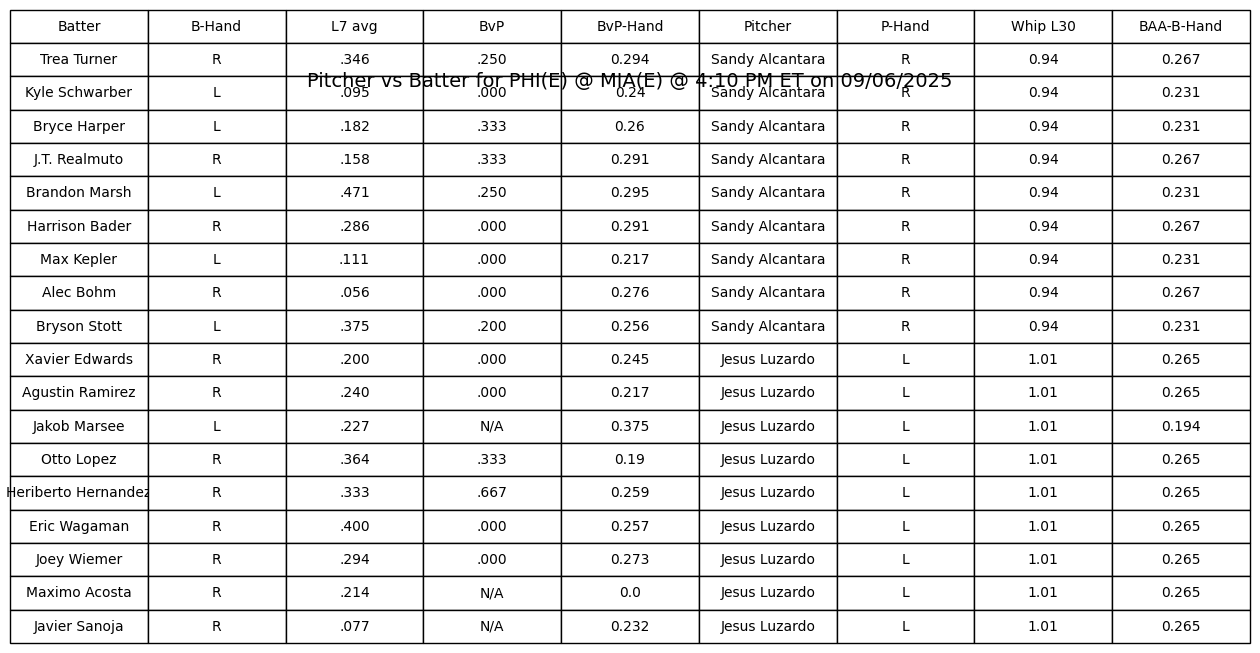 Batter B-Hand L7 avg BvP BvP-Hand Pitcher P-Hand Whip L30 BAA-B-Hand
Trea Turner R .346 .250 0.294 Sandy Alcantara R 0.94 0.267
Pitcher vs Batter for PHI(E) @ MIA(E) @ 4:10 PM ET on 09/06/2025
Kyle Schwarber L .095 .000 0.24 Sandy Alcantara R 0.94 0.231
Bryce Harper L .182 .333 0.26 Sandy Alcantara R 0.94 0.231
J.T. Realmuto R .158 .333 0.291 Sandy Alcantara R 0.94 0.267
Brandon Marsh L .471 .250 0.295 Sandy Alcantara R 0.94 0.231
Harrison Bader R .286 .000 0.291 Sandy Alcantara R 0.94 0.267
Max Kepler L .111 .000 0.217 Sandy Alcantara R 0.94 0.231
Alec Bohm R .056 .000 0.276 Sandy Alcantara R 0.94 0.267
Bryson Stott L .375 .200 0.256 Sandy Alcantara R 0.94 0.231
Xavier Edwards R .200 .000 0.245 Jesus Luzardo L 1.01 0.265
Agustin Ramirez R .240 .000 0.217 Jesus Luzardo L 1.01 0.265
Jakob Marsee L .227 N/A 0.375 Jesus Luzardo L 1.01 0.194
Otto Lopez R .364 .333 0.19 Jesus Luzardo L 1.01 0.265
Heriberto Hernandez R .333 .667 0.259 Jesus Luzardo L 1.01 0.265
Eric Wagaman R .400 .000 0.257 Jesus Luzardo L 1.01 0.265
Joey Wiemer R .294 .000 0.273 Jesus Luzardo L 1.01 0.265
Maximo Acosta R .214 N/A 0.0 Jesus Luzardo L 1.01 0.265
Javier Sanoja R .077 N/A 0.232 Jesus Luzardo L 1.01 0.265